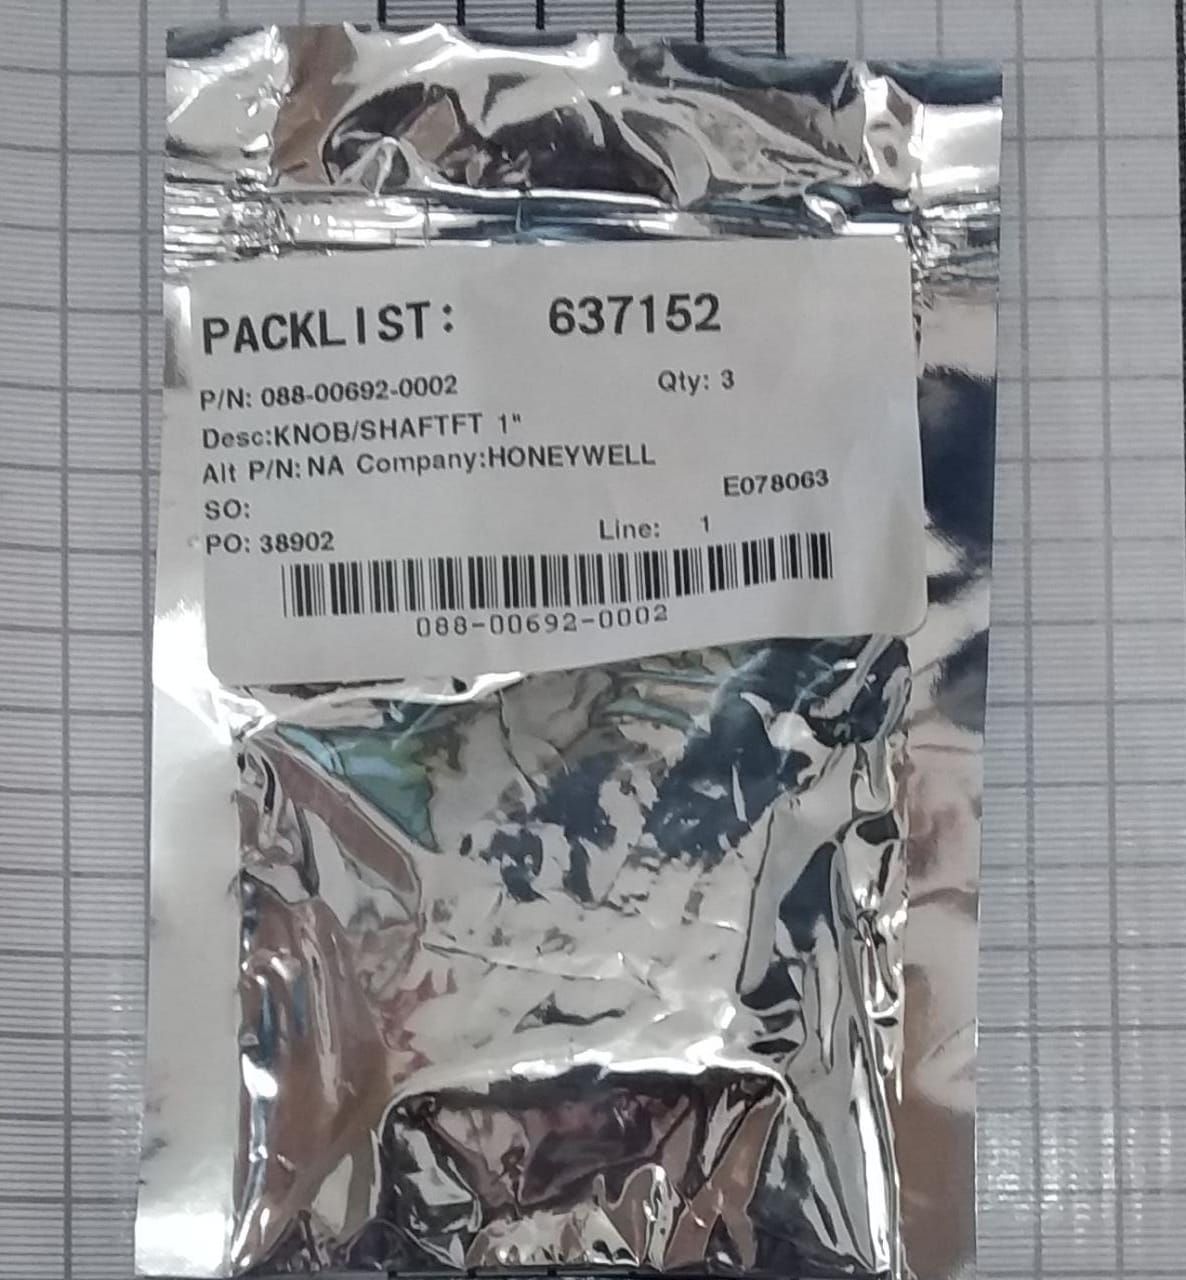 PACKLIST: 637152
P/N: 088-00692-0002 Qty: 3
Desc:KNOB/SHAFTFT 1"
Alt P/N: NA Company:HONEYWELL
SO: E078063
PO: 38902 Line: 1
088-00692-0002